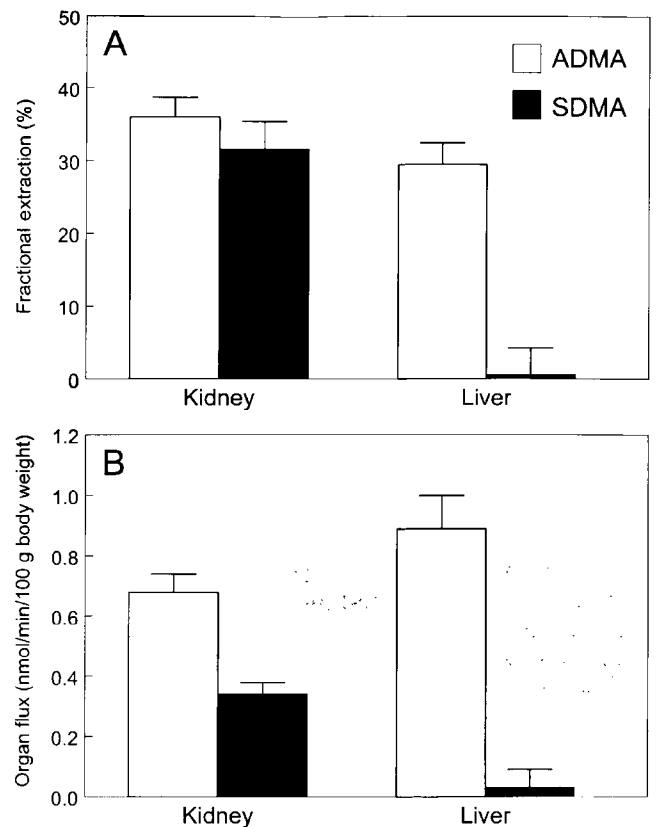 A
ADMA
SDMA
Fractional extraction (%)
50
40
30
20
10
0
Kidney Liver
B
Organ flux (nmol/min/100 g body weight)
1.2
1.0
0.8
0.6
0.4
0.2
0.0
Kidney Liver